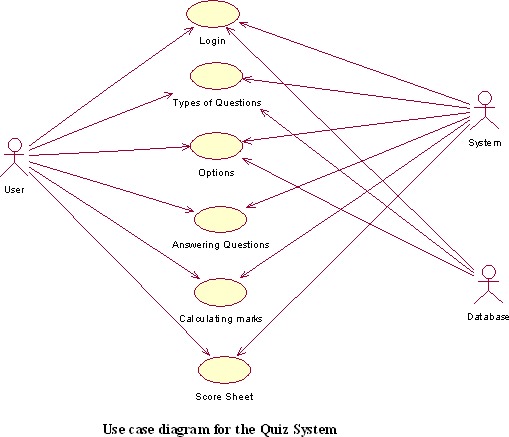 Login
Types of Questions
System
Options
User
Answering Questions
Database
Calculating marks
Score Sheet
Use case diagram for the Quiz System